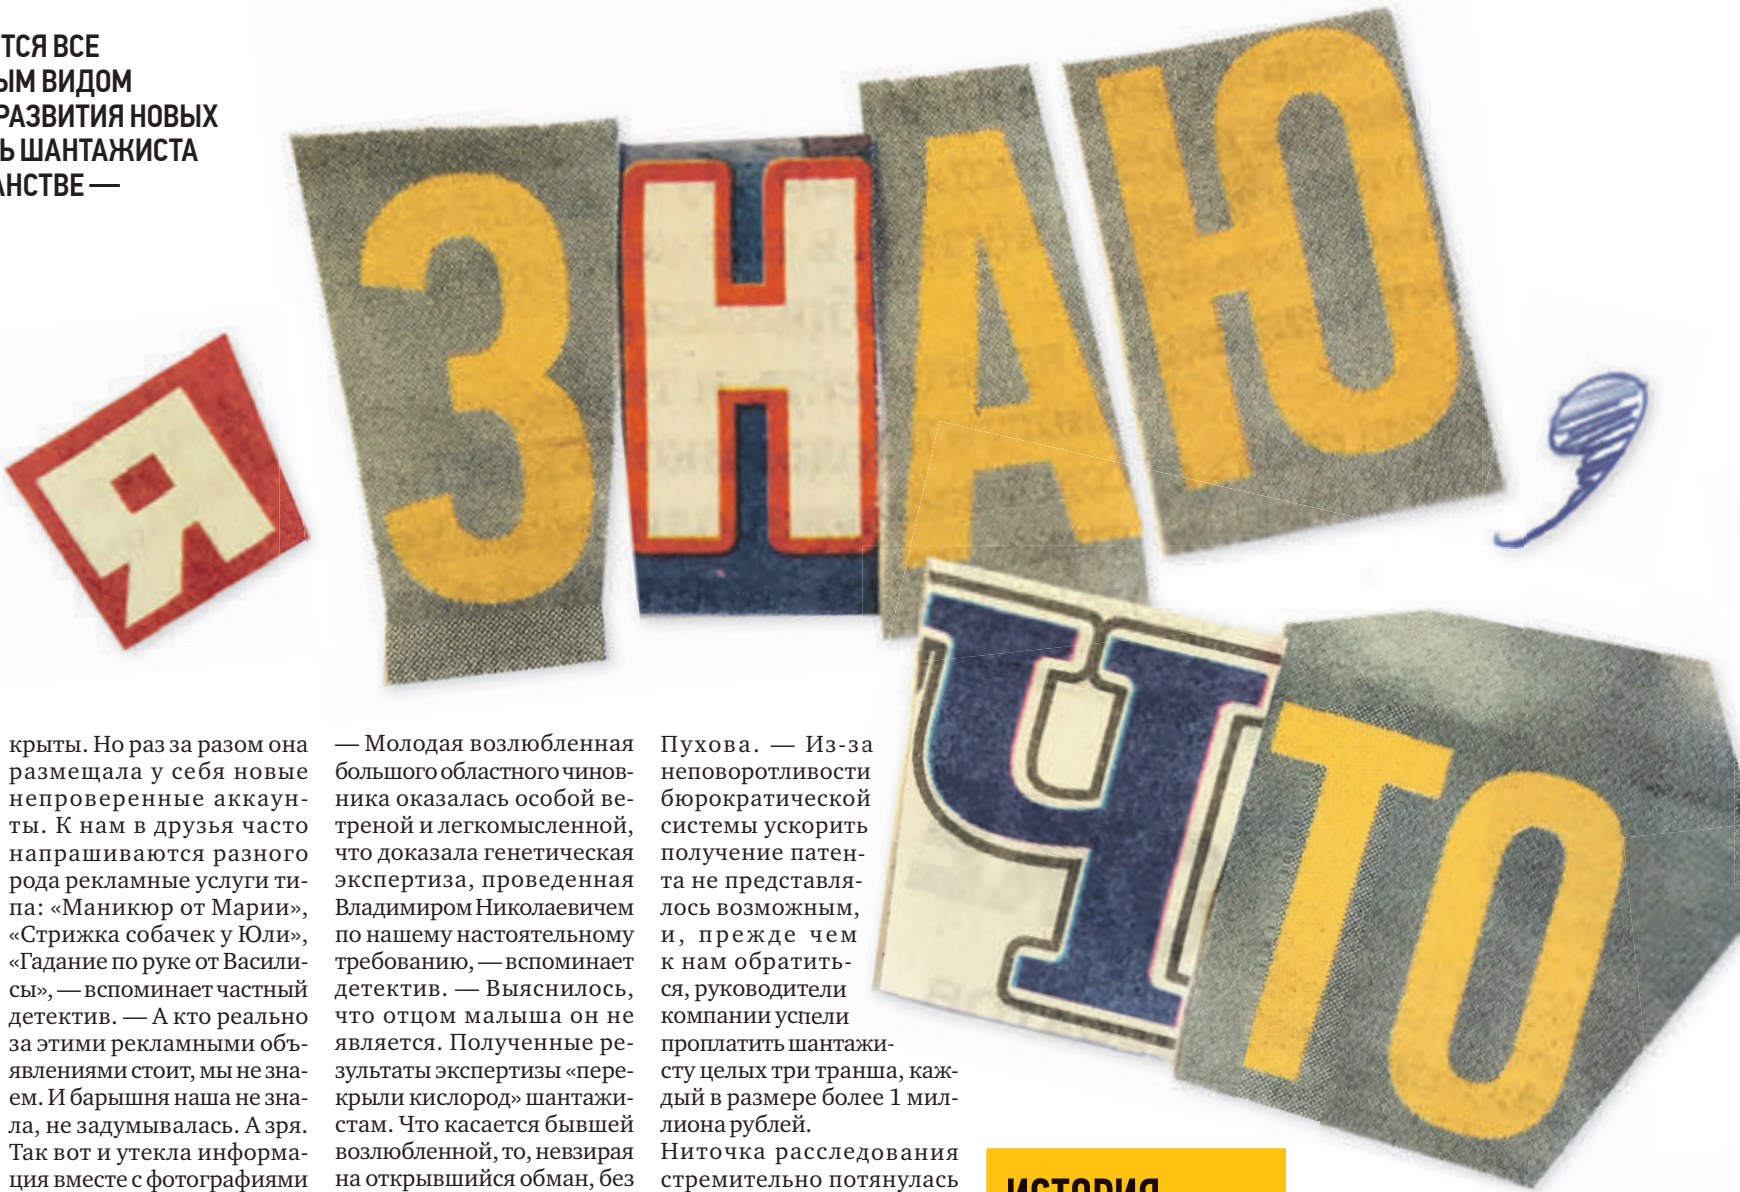 ТСЯ ВСЕ
ЫМ ВИДОМ
РАЗВИТИЯ НОВЫХ
Ь ШАНТАЖИСТА
АНСТВЕ —
Я ЗНАЮ,
ЧТО
крыты. Но раз за разом она
размещала у себя новые
непроверенные аккаун-
ты. К нам в друзья часто
напрашиваются разного
рода рекламные услуги ти-
па: «Маникюр от Марии»,
«Стрижка собачек у Юли»,
«Гадание по руке от Васили-
сы», — вспоминает частный
детектив. — А кто реально
за этими рекламными объ-
явлениями стоит, мы не зна-
ем. И барышня наша не зна-
ла, не задумывалась. А зря.
Так вот и утекла информа-
ция вместе с фотографиями
— Молодая возлюбленная
большого областного чинов-
ника оказалась особой ве-
треной и легкомысленной,
что доказала генетическая
экспертиза, проведенная
Владимиром Николаевичем
по нашему настоятельному
требованию, — вспоминает
детектив. — Выяснилось,
что отцом малыша он не
является. Полученные ре-
зультаты экспертизы «пере-
крыли кислород» шантажи-
стам. Что касается бывшей
возлюбленной, то, невзирая
на открывшийся обман, без
Пухова. — Из-за
неповоротливости
бюрократической
системы ускорить
получение патен-
та не представля-
лось возможным,
и, прежде чем
к нам обратить-
ся, руководители
компании успели
проплатить шантажи-
сту целых три транша, каж-
дый в размере более 1 мил-
лиона рублей.
Ниточка расследования
стремительно потянулась
ИСТОРИЯ